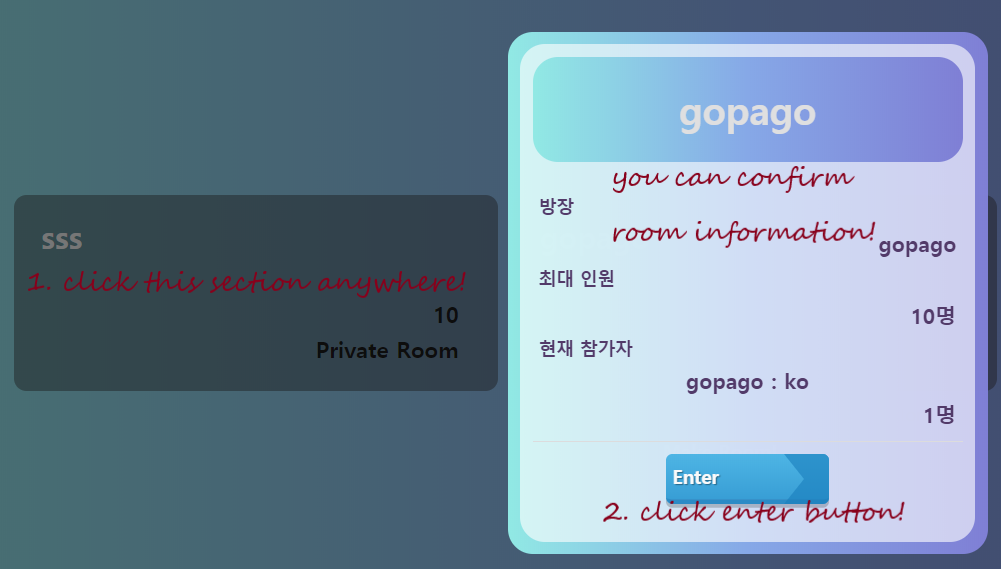 sss
1. click this section anywhere!
10
Private Room
gopago
you can confirm
방장
room information!
gopago
최대 인원
10명
현재 참가자
gopago : ko
1명
Enter
2. click enter button!